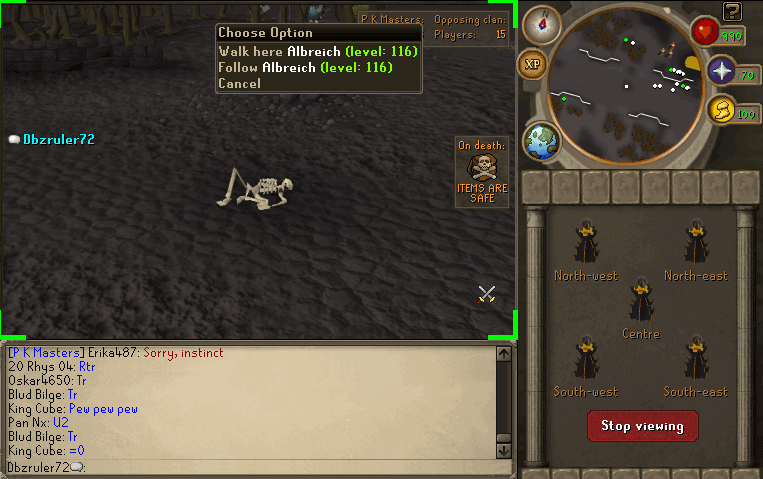 P K Masters: Opposing clan:
Players: 15
Choose Option
Walk here Albreich (level: 116)
Follow Albreich (level: 116)
Cancel
?
990
XP
70
100
Dbzruler72
On death:
ITEMS ARE
SAFE
North-west
North-east
Centre
South-west
South-east
Stop viewing
[P K Masters] Erika487: Sorry, instinct
20 Rhys 04: Rtr
Oskar4650: Tr
Blud Bilge: Tr
King Cube: Pew pew pew
Pan Nx: U2
Blud Bilge: Tr
King Cube: =0
Dbzruler72: